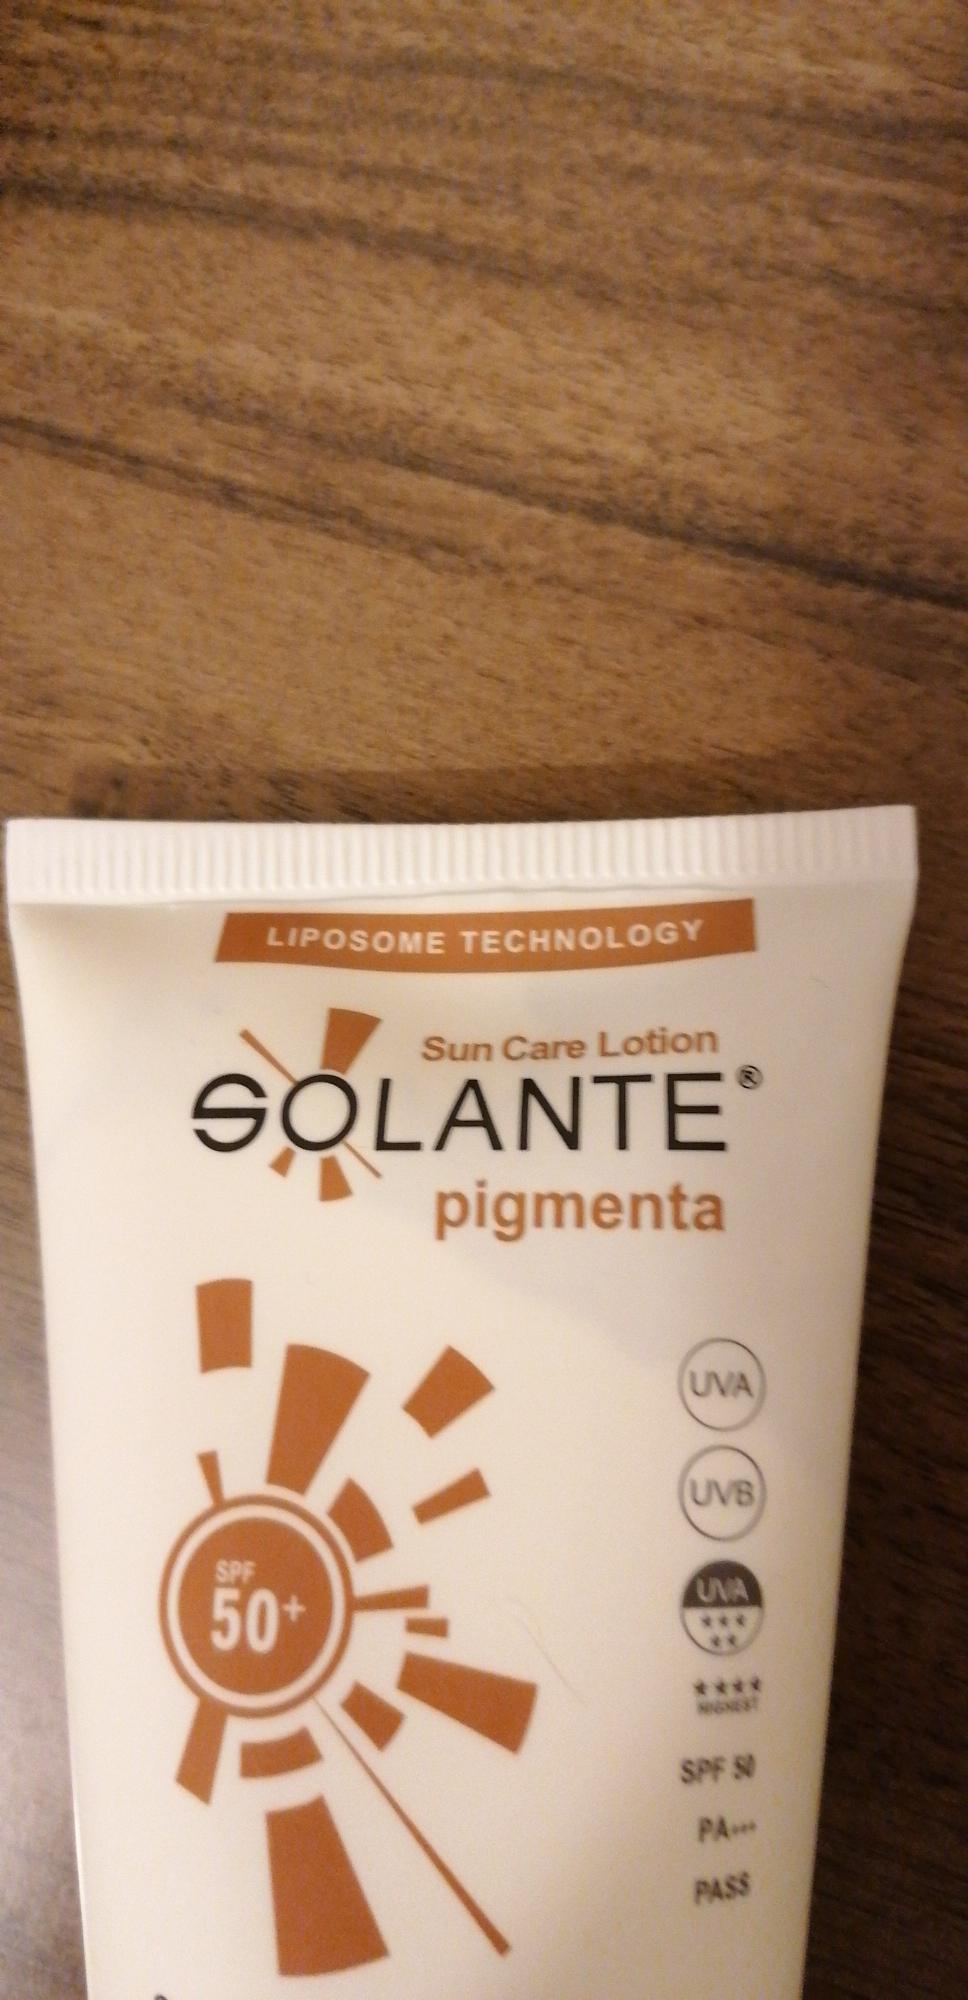 LIPOSOME TECHNOLOGY
Sun Care Lotion
SOLANTE®
pigmenta
UVA
UVB
SPF
50+
UVA
★★★
★★
★★★★
HIGHEST
SPF 50
PA+++
PASS